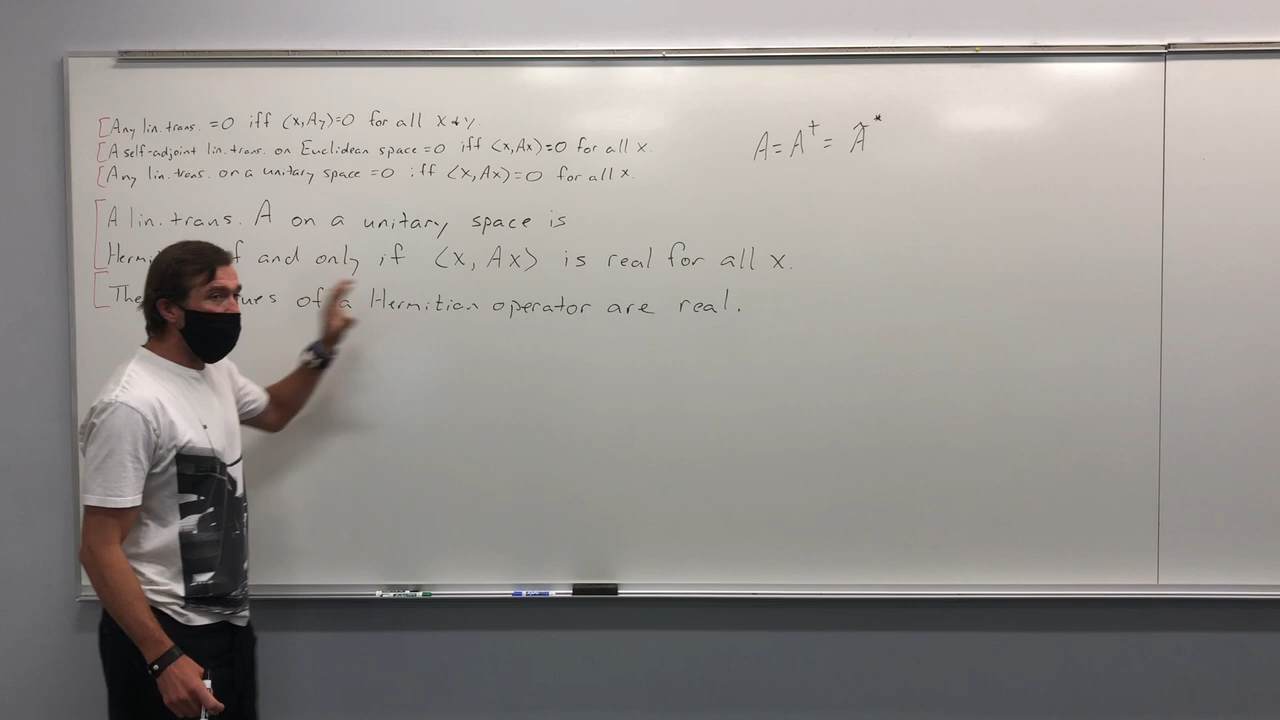 Any lin. trans. =0 iff ⟨x,Ay⟩=0 for all x & y.
A self-adjoint lin. trans. on Euclidean space =0 iff ⟨x,Ax⟩=0 for all x.
Any lin. trans. on a unitary space =0 iff ⟨x,Ax⟩=0 for all x.
A lin. trans. A on a unitary space is
and only if ⟨x, Ax⟩ is real for all x.
of a Hermitian operator are real.
A = A† = Ã*